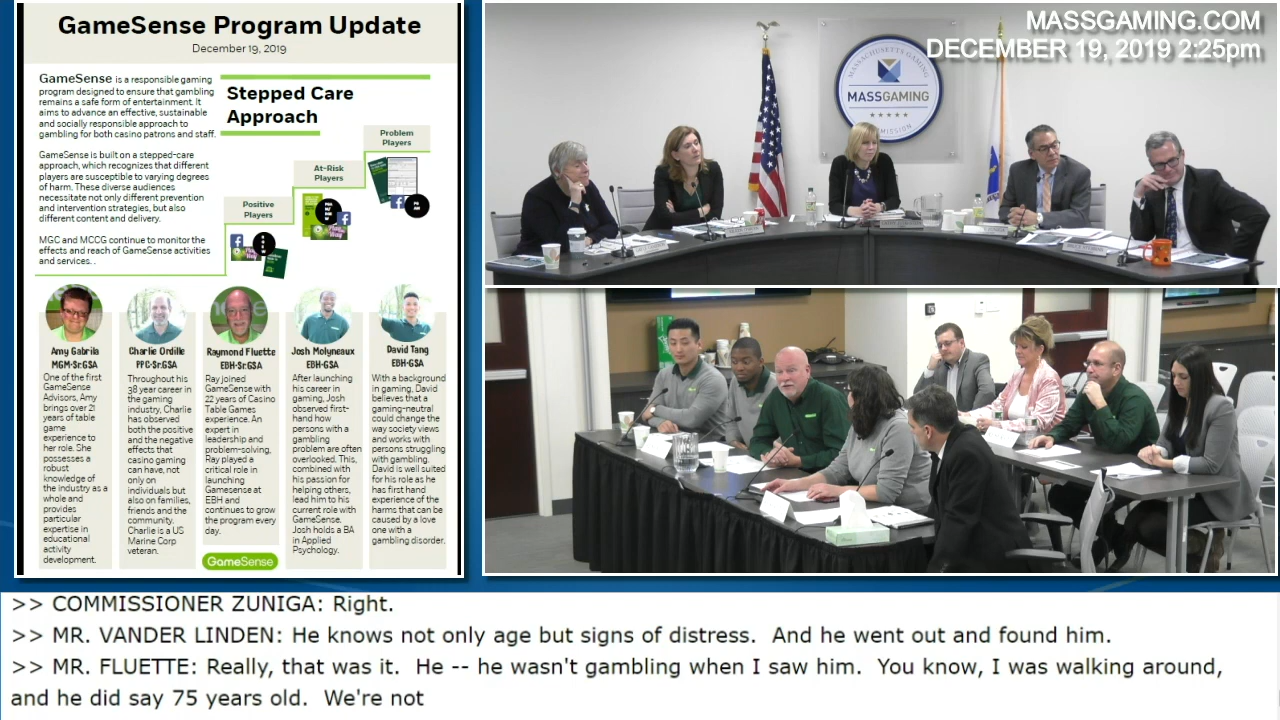 GameSense Program Update
December 19, 2019
GameSense is a responsible gaming
program designed to ensure that gambling
remains a safe form of entertainment. It
aims to advance an effective, sustainable
and socially responsible approach to
gambling for both casino patrons and staff.
GameSense is built on a stepped-care
approach, which recognizes that different
players are susceptible to varying degrees
of harm. These diverse audiences
necessitate not only different prevention
and intervention strategies, but also
different content and delivery.
MGC and MCCG continue to monitor the
effects and reach of GameSense activities
and services. .
Stepped Care
Approach
Problem
Players
At-Risk
Players
Positive
Players
Amy Gabrila
MGM-Sr.GSA
One of the first
GameSense
Advisors, Amy
brings over 21
years of table
game
experience to
her role. She
possesses a
robust
knowledge of
the industry as a
whole and
provides
particular
expertise in
educational
activity
development.
Charlie Ordille
PPC-Sr.GSA
Throughout his
38 year career in
the gaming
industry, Charlie
has observed
both the positive
and the negative
effects that
casino gaming
can have, not
only on
individuals but
also on families,
friends and the
community.
Charlie is a US
Marine Corp
veteran.
Raymond Fluette
EBH-Sr.GSA
Ray joined
GameSense with
22 years of Casino
Table Games
experience. An
expert in
leadership and
problem-solving,
Ray played a
critical role in
launching
Gamesense at
EBH and
continues to grow
the program every
day.
GameSense
Josh Molyneaux
EBH-GSA
After launching
his career in
gaming, Josh
observed first-
hand how
persons with a
gambling
problem are often
overlooked. This,
combined with
his passion for
helping others,
lead him to his
current role with
GameSense.
Josh holds a BA
in Applied
Psychology.
David Tang
EBH-GSA
With a background
in gaming, David
believes that a
gaming-neutral
could change the
way society views
and works with
persons struggling
with gambling.
David is well suited
for his role as he
has first hand
experience of the
harms that can be
caused by a love
one with a
gambling disorder.
MASSGAMING.COM
DECEMBER 19, 2019 2:25pm
MASSACHUSETTS GAMING
MASSGAMING
COMMISSION
>> COMMISSIONER ZUNIGA: Right.
>> MR. VANDER LINDEN: He knows not only age but signs of distress. And he went out and found him.
>> MR. FLUETTE: Really, that was it. He -- he wasn't gambling when I saw him. You know, I was walking around,
and he did say 75 years old. We're not